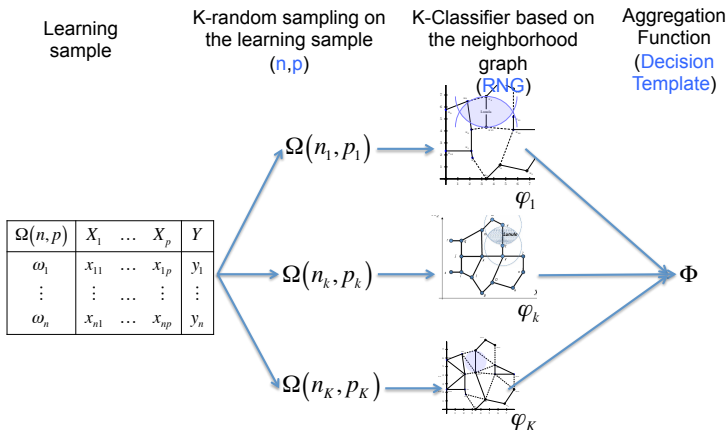 Learning
sample
K-random sampling on
the learning sample
(n,p)
K-Classifier based on
the neighborhood
graph
(RNG)
Aggregation
Function
(Decision
Template)
Ω(n,p) X₁ … Xₚ Y
ω₁ x₁₁ … x₁ₚ y₁
⋮ ⋮ … ⋮ ⋮
ωₙ xₙ₁ … xₙₚ yₙ
Ω(n₁, p₁)
φ₁
Ω(nₖ, pₖ)
Lunule
φₖ
Ω(n_K, p_K)
φ_K
Φ